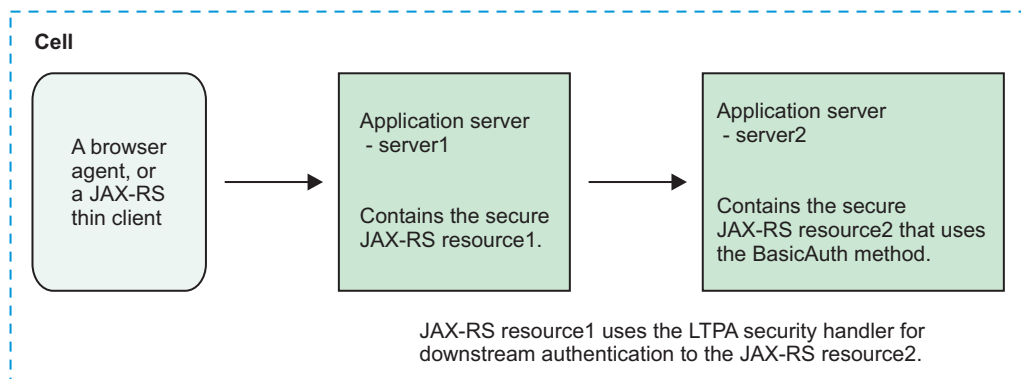 Cell
A browser
agent, or
a JAX-RS
thin client
Application server
- server1
Contains the secure
JAX-RS resource1.
Application server
- server2
Contains the secure
JAX-RS resource2 that uses
the BasicAuth method.
JAX-RS resource1 uses the LTPA security handler for
downstream authentication to the JAX-RS resource2.